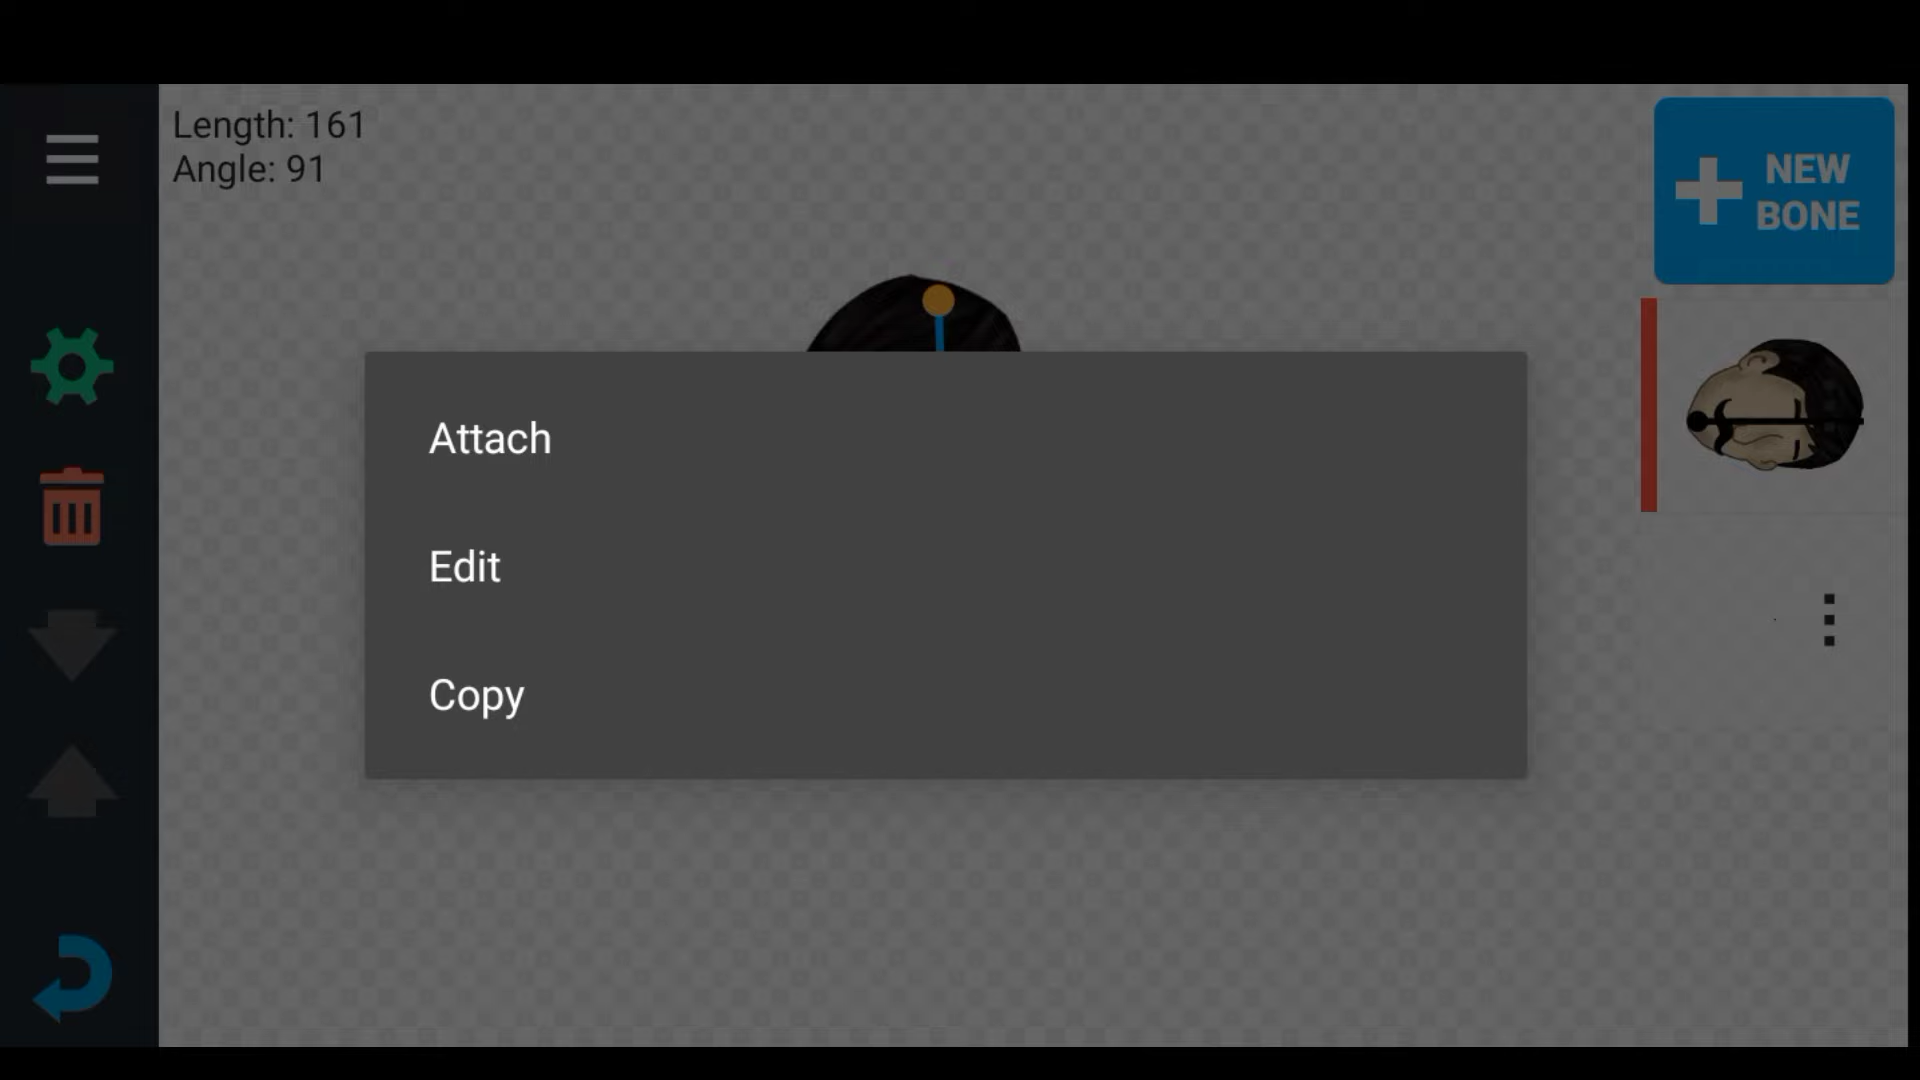 Length: 161
Angle: 91
NEW
BONE
Attach
Edit
Copy